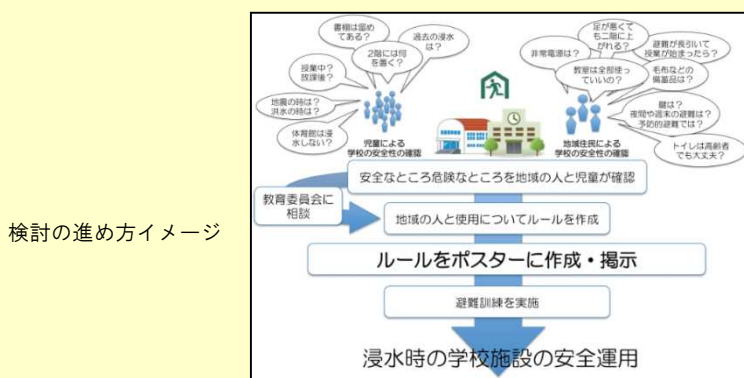 検討の進め方イメージ
書棚は留め
てある？
過去の浸水
は？
2階には何
を置く？
授業中？
放課後？
地震の時は？
洪水の時は？
体育館は浸
水しない？
児童による
学校の安全性の確認
足が悪くて
も二階に上
がれる？
非常電源は？
避難が長引いて
授業が始まったら？
教室は全部使っ
ていいの？
毛布などの
備蓄品は？
鍵は？
夜間や週末の避難は？
予防的避難では？
トイレは高齢者
でも大丈夫？
地域住民による
学校の安全性の確認
安全なところ危険なところを地域の人と児童が確認
教育委員会に
相談
地域の人と使用についてルールを作成
ルールをポスターに作成・掲示
避難訓練を実施
浸水時の学校施設の安全運用